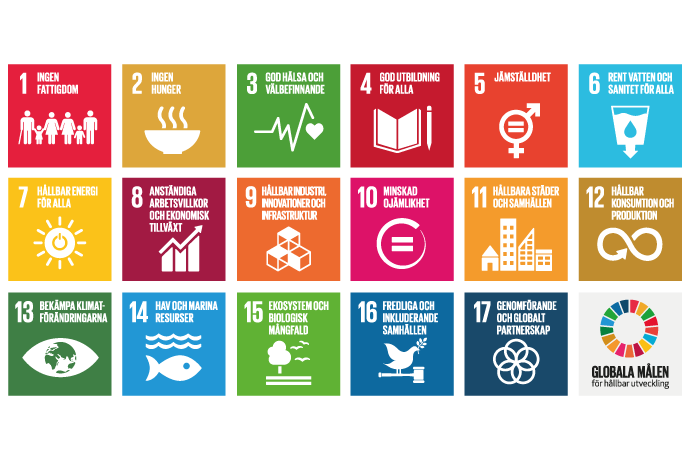 1 INGEN
FATTIGDOM
2 INGEN
HUNGER
3 GOD HÄLSA OCH
VÄLBEFINNANDE
4 GOD UTBILDNING
FÖR ALLA
5 JÄMSTÄLLDHET
6 RENT VATTEN OCH
SANITET FÖR ALLA
7 HÅLLBAR ENERGI
FÖR ALLA
8 ANSTÄNDIGA
ARBETSVILLKOR
OCH EKONOMISK
TILLVÄXT
9 HÅLLBAR INDUSTRI,
INNOVATIONER OCH
INFRASTRUKTUR
10 MINSKAD
OJÄMLIKHET
11 HÅLLBARA STÄDER
OCH SAMHÄLLEN
12 HÅLLBAR
KONSUMTION OCH
PRODUKTION
13 BEKÄMPA KLIMAT-
FÖRÄNDRINGARNA
14 HAV OCH MARINA
RESURSER
15 EKOSYSTEM OCH
BIOLOGISK
MÅNGFALD
16 FREDLIGA OCH
INKLUDERANDE
SAMHÄLLEN
17 GENOMFÖRANDE
OCH GLOBALT
PARTNERSKAP
GLOBALA MÅLEN
för hållbar utveckling